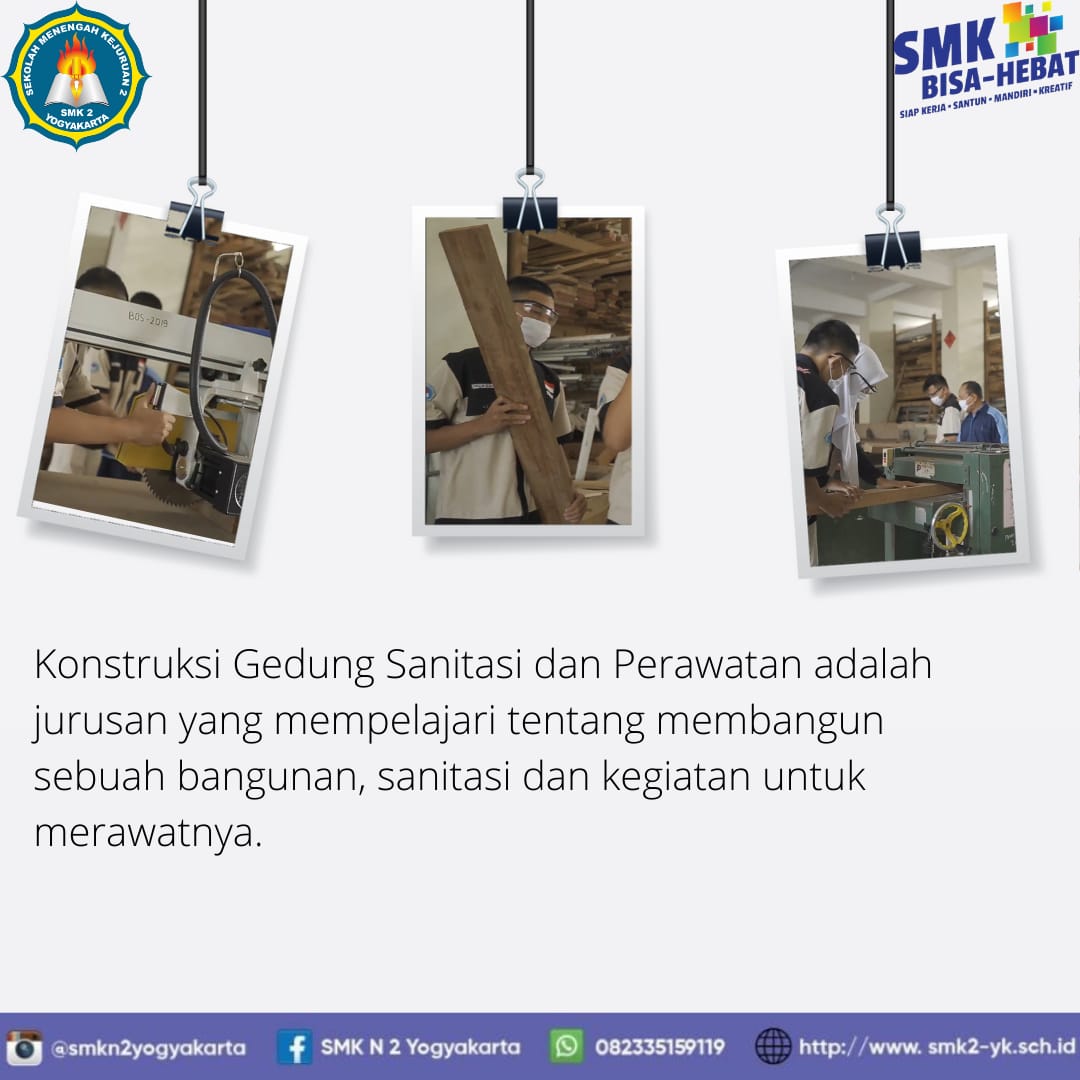 SEKOLAH MENENGAH KEJURUAN 2
SMK 2
YOGYAKARTA
SMK
BISA-HEBAT
SIAP KERJA • SANTUN • MANDIRI • KREATIF
BOS-2019
Konstruksi Gedung Sanitasi dan Perawatan adalah
jurusan yang mempelajari tentang membangun
sebuah bangunan, sanitasi dan kegiatan untuk
merawatnya.
@smkn2yogyakarta
SMK N 2 Yogyakarta
082335159119
http://www. smk2-yk.sch.id